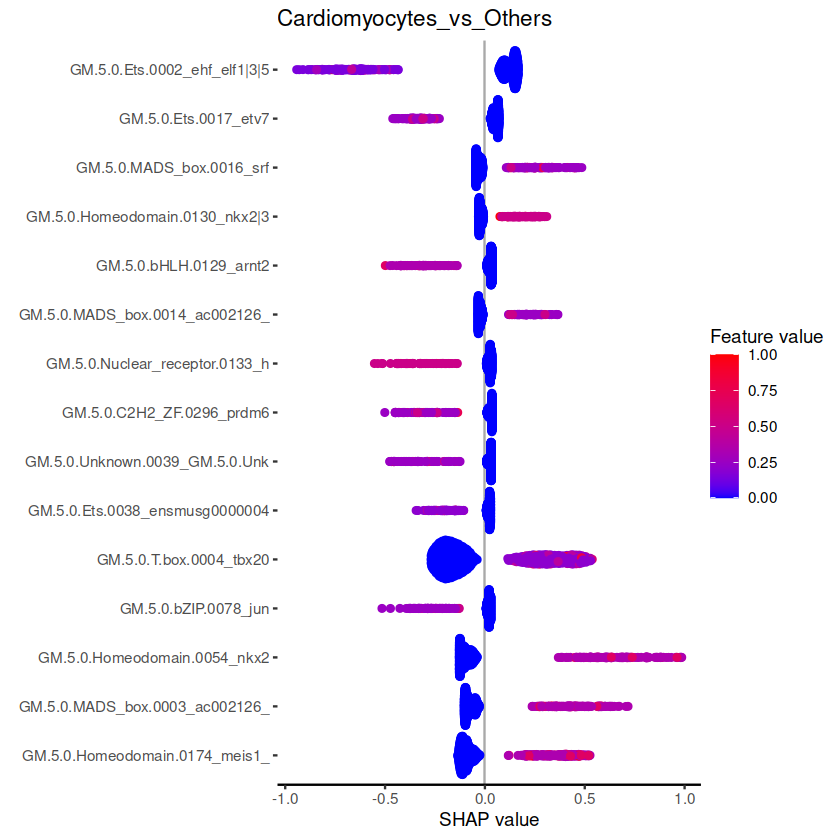 Cardiomyocytes_vs_Others
GM.5.0.Ets.0002_ehf_elf1|3|5
GM.5.0.Ets.0017_etv7
GM.5.0.MADS_box.0016_srf
GM.5.0.Homeodomain.0130_nkx2|3
GM.5.0.bHLH.0129_arnt2
GM.5.0.MADS_box.0014_ac002126_
GM.5.0.Nuclear_receptor.0133_h
GM.5.0.C2H2_ZF.0296_prdm6
GM.5.0.Unknown.0039_GM.5.0.Unk
GM.5.0.Ets.0038_ensmusg0000004
GM.5.0.T.box.0004_tbx20
GM.5.0.bZIP.0078_jun
GM.5.0.Homeodomain.0054_nkx2
GM.5.0.MADS_box.0003_ac002126_
GM.5.0.Homeodomain.0174_meis1_
-1.0 -0.5 0.0 0.5 1.0
SHAP value
Feature value
1.00
0.75
0.50
0.25
0.00